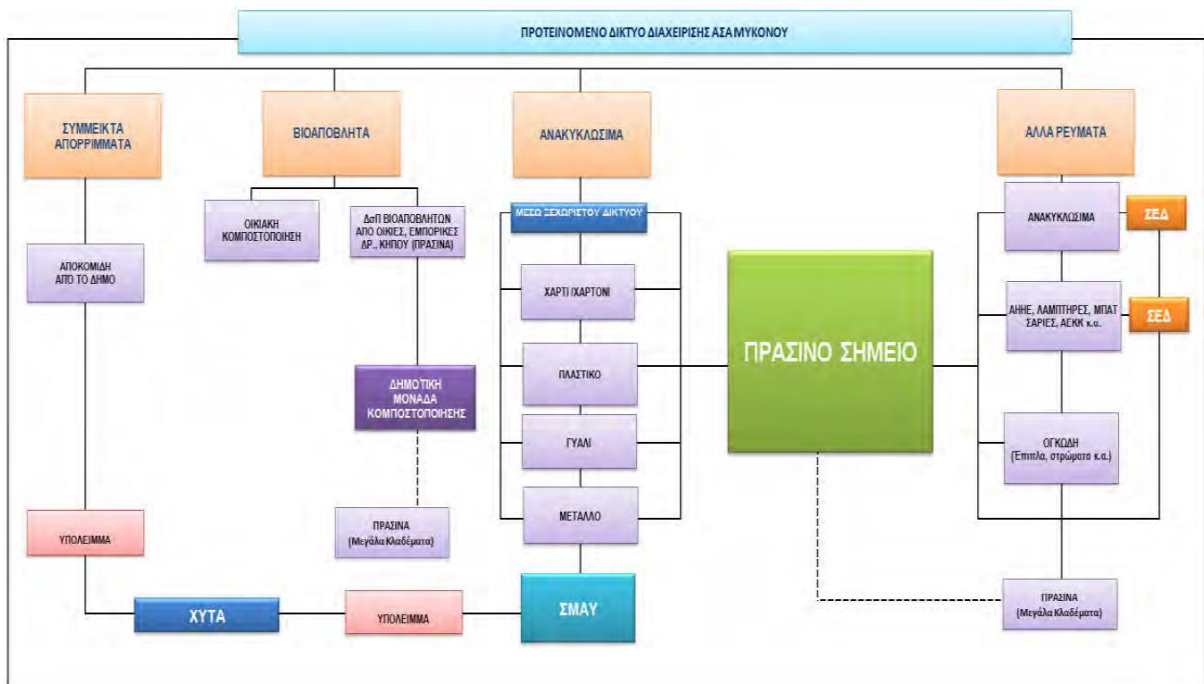 ΠΡΟΤΕΙΝΟΜΕΝΟ ΔΙΚΤΥΟ ΔΙΑΧΕΙΡΙΣΗΣ ΑΣΑ ΜΥΚΟΝΟΥ
ΣΥΜΜΕΙΚΤΑ
ΑΠΟΡΡΙΜΜΑΤΑ
ΑΠΟΚΟΜΙΔΗ
ΑΠΌ ΤΟ ΔΗΜΟ
ΥΠΟΛΕΙΜΜΑ
ΧΥΤΑ
ΒΙΟΑΠΟΒΛΗΤΑ
ΟΙΚΙΑΚΗ
ΚΟΜΠΟΣΤΟΠΟΙΗΣΗ
ΔσΠ ΒΙΟΑΠΟΒΛΗΤΩΝ
ΑΠΟ ΟΙΚΙΕΣ, ΕΜΠΟΡΙΚΕΣ
ΔΡ., ΚΗΠΟΥ (ΠΡΑΣΙΝΑ)
ΔΗΜΟΤΙΚΗ
ΜΟΝΑΔΑ
ΚΟΜΠΟΣΤΟΠΟΙΗΣΗΣ
ΠΡΑΣΙΝΑ
(Μεγάλα Κλαδέματα)
ΥΠΟΛΕΙΜΜΑ
ΑΝΑΚΥΚΛΩΣΙΜΑ
ΜΕΣΩ ΞΕΧΩΡΙΣΤΟΥ ΔΙΚΤΥΟΥ
ΧΑΡΤΙ /ΧΑΡΤΟΝΙ
ΠΛΑΣΤΙΚΟ
ΓΥΑΛΙ
ΜΕΤΑΛΛΟ
ΣΜΑΥ
ΠΡΑΣΙΝΟ ΣΗΜΕΙΟ
ΑΛΛΑ ΡΕΥΜΑΤΑ
ΑΝΑΚΥΚΛΩΣΙΜΑ
ΣΕΔ
ΑΗΗΕ, ΛΑΜΠΤΗΡΕΣ, ΜΠΑΤ
ΣΑΡΙΕΣ, ΑΕΚΚ κ.α.
ΣΕΔ
ΟΓΚΩΔΗ
(Έπιπλα, στρώματα κ.α.)
ΠΡΑΣΙΝΑ
(Μεγάλα Κλαδέματα)